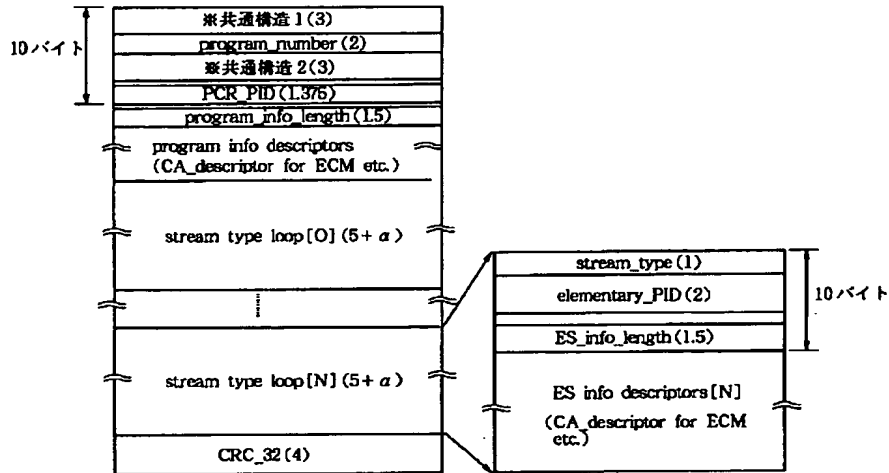 10バイト
※共通構造1(3)
program_number(2)
※共通構造2(3)
PCR_PID(1.375)
program_info_length(1.5)
program info descriptors
(CA_descriptor for ECM etc.)
stream type loop[O](5+α)
stream type loop[N](5+α)
CRC_32(4)
stream_type(1)
elementary_PID(2)
ES_info_length(1.5)
10バイト
ES info descriptors[N]
(CA_descriptor for ECM
etc.)